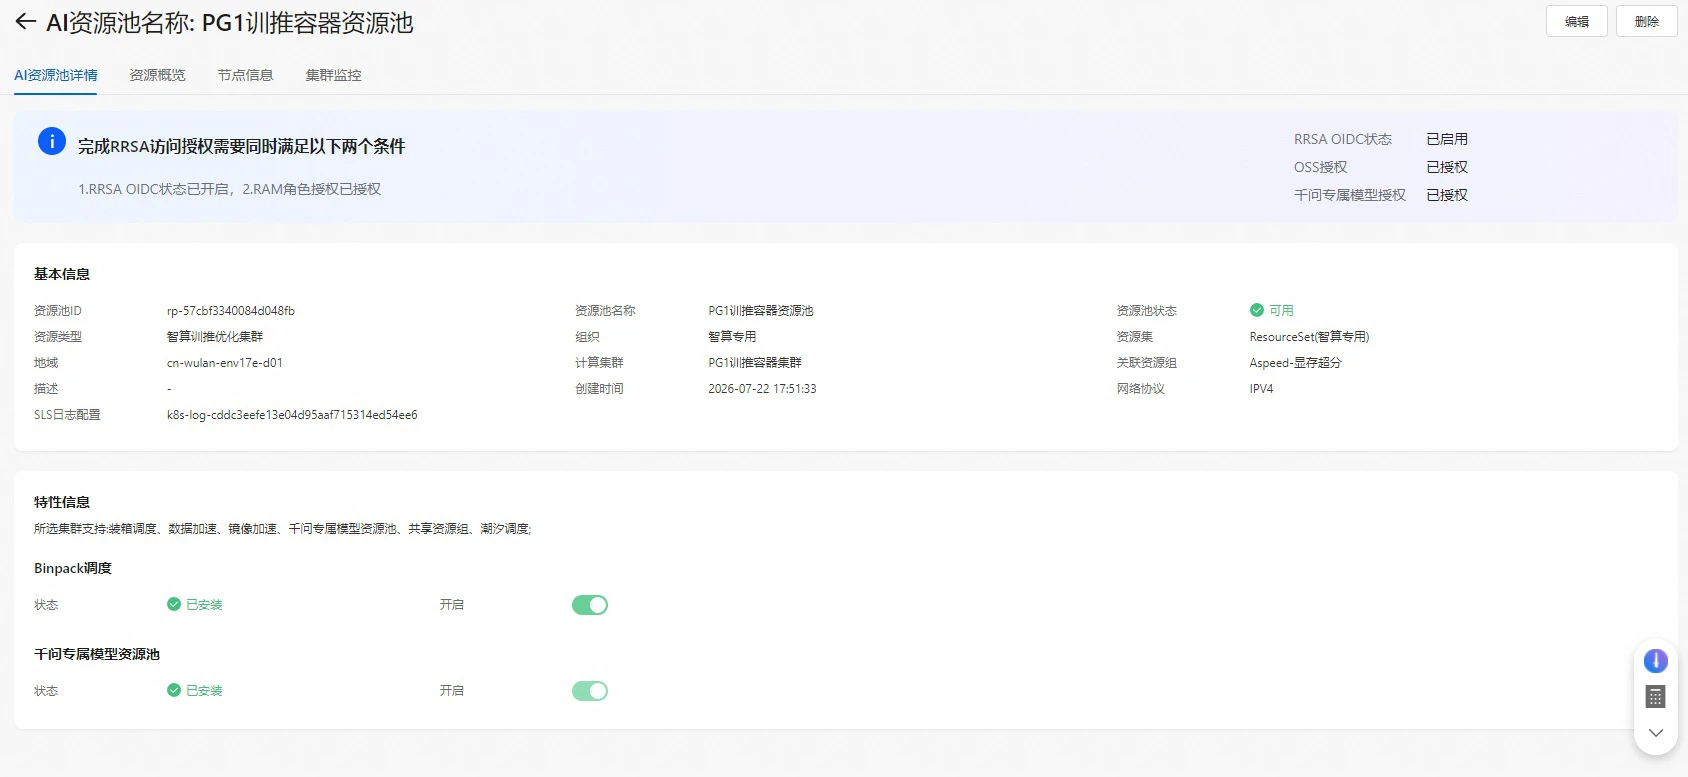 AI资源池名称: PG1训推容器资源池
编辑 删除
AI资源池详情 资源概览 节点信息 集群监控
完成RRSA访问授权需要同时满足以下两个条件
1.RRSA OIDC状态已开启，2.RAM角色授权已授权
RRSA OIDC状态 已启用
OSS授权 已授权
千问专属模型授权 已授权
基本信息
资源池ID rp-57cbf3340084d048fb 资源池名称 PG1训推容器资源池 资源池状态 可用
资源类型 智算训推优化集群 组织 智算专用 资源集 ResourceSet(智算专用)
地域 cn-wulan-env17e-d01 计算集群 PG1训推容器集群 关联资源组 Aspeed-显存超分
描述 - 创建时间 2026-07-22 17:51:33 网络协议 IPV4
SLS日志配置 k8s-log-cddc3eefe13e04d95aaf715314ed54ee6
特性信息
所选集群支持:装箱调度、数据加速、镜像加速、千问专属模型资源池、共享资源组、潮汐调度;
Binpack调度
状态 已安装 开启
千问专属模型资源池
状态 已安装 开启